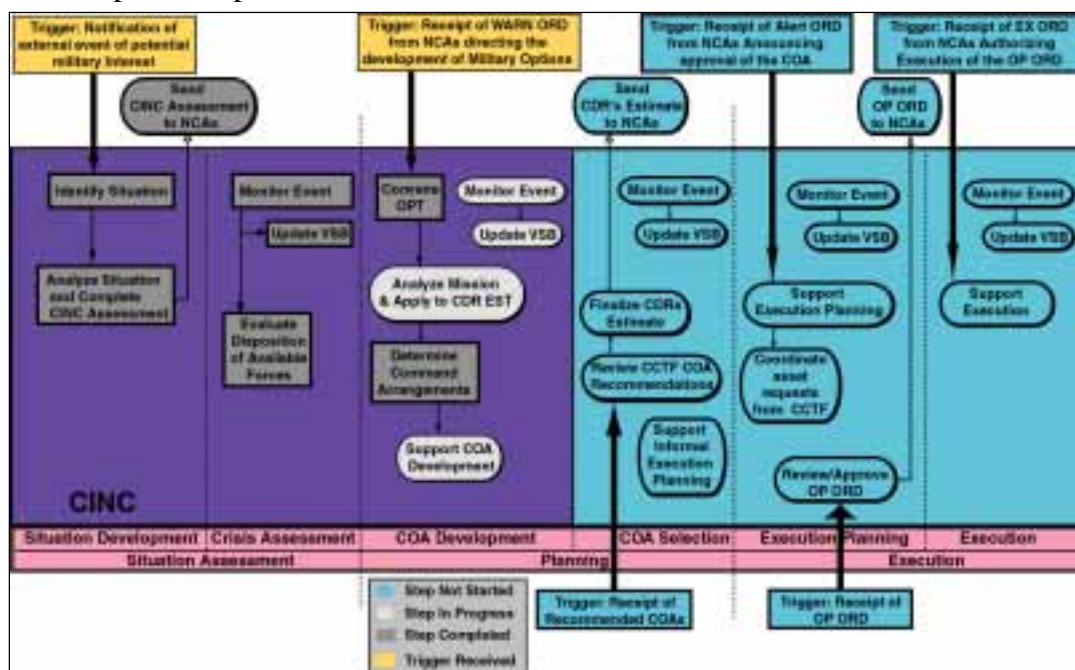 Trigger: Notification of
external event of potential
military Interest
Trigger: Receipt of WARN ORD
from NCAs directing the
development of Military Options
Trigger: Receipt of Alert ORD
from NCAs Announcing
approval of the COA
Trigger: Receipt of EX ORD
from NCAs Authorizing
Execution of the OP ORD
Send
CINC Assessment
to NCAs
Send
CDR's Estimate
to NCAs
Send
OP ORD
to NCAs
Identify Situation
Analyze Situation
and Complete
CINC Assessment
Monitor Event
Update VSB
Evaluate
Disposition
of Available
Forces
Convene
OPT
Monitor Event
Update VSB
Analyze Mission
& Apply to CDR EST
Determine
Command
Arrangements
Support COA
Development
Monitor Event
Update VSB
Finalize CDRs
Estimate
Review CCTF COA
Recommendations
Support
Informal
Execution
Planning
Monitor Event
Update VSB
Support
Execution Planning
Coordinate
asset
requests
from CCTF
Review/Approve
OP ORD
Monitor Event
Update VSB
Support
Execution
CINC
Situation Development
Crisis Assessment
COA Development
COA Selection
Execution Planning
Execution
Situation Assessment
Planning
Execution
Step Not Started
Step In Progress
Step Completed
Trigger Received
Trigger: Receipt of
Recommended COAs
Trigger: Receipt of
OP ORD